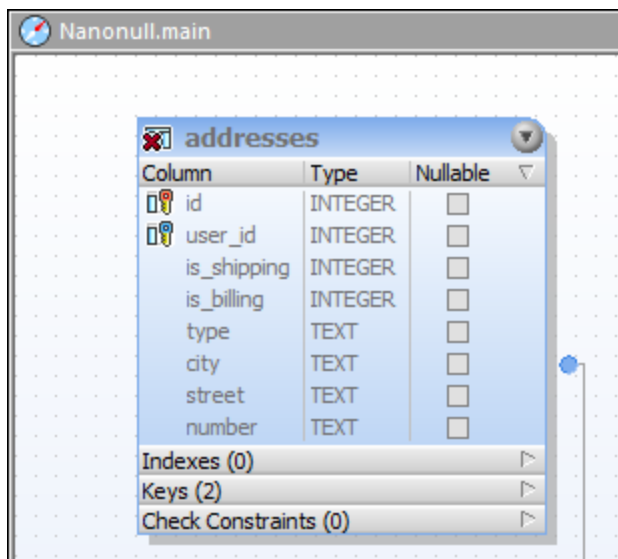 Nanonull.main
addresses
Column Type Nullable
id INTEGER
user_id INTEGER
is_shipping INTEGER
is_billing INTEGER
type TEXT
city TEXT
street TEXT
number TEXT
Indexes (0)
Keys (2)
Check Constraints (0)